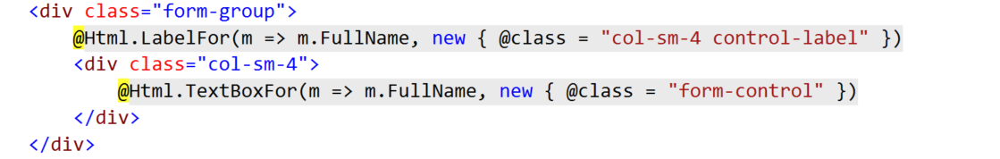 <div class="form-group">
@Html.LabelFor(m => m.FullName, new { @class = "col-sm-4 control-label" })
<div class="col-sm-4">
@Html.TextBoxFor(m => m.FullName, new { @class = "form-control" })
</div>
</div>